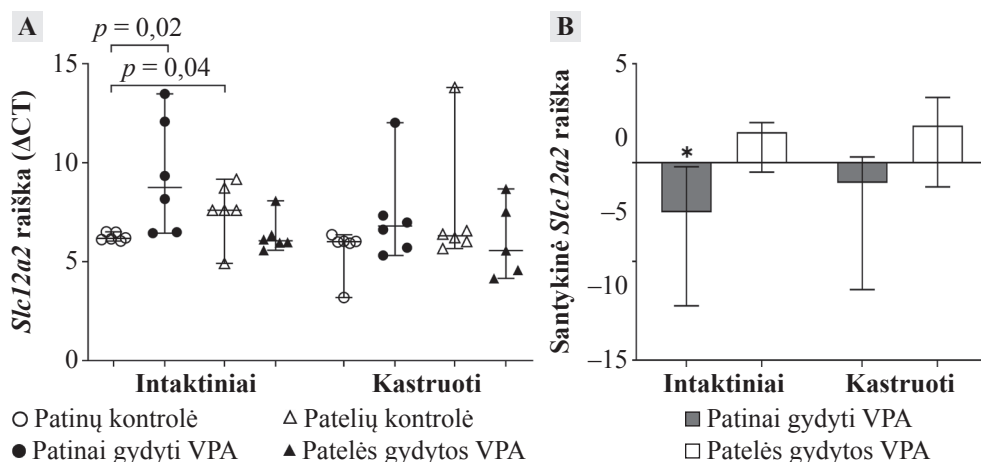 A
p = 0,02
p = 0,04
Slc12a2 raiška (ΔCT)
15
10
5
0
Intaktiniai
Kastruoti
Patinų kontrolė
Patelių kontrolė
Patinai gydyti VPA
Patelės gydytos VPA
B
Santykinė Slc12a2 raiška
5
0
–5
–10
–15
*
Intaktiniai
Kastruoti
Patinai gydyti VPA
Patelės gydytos VPA